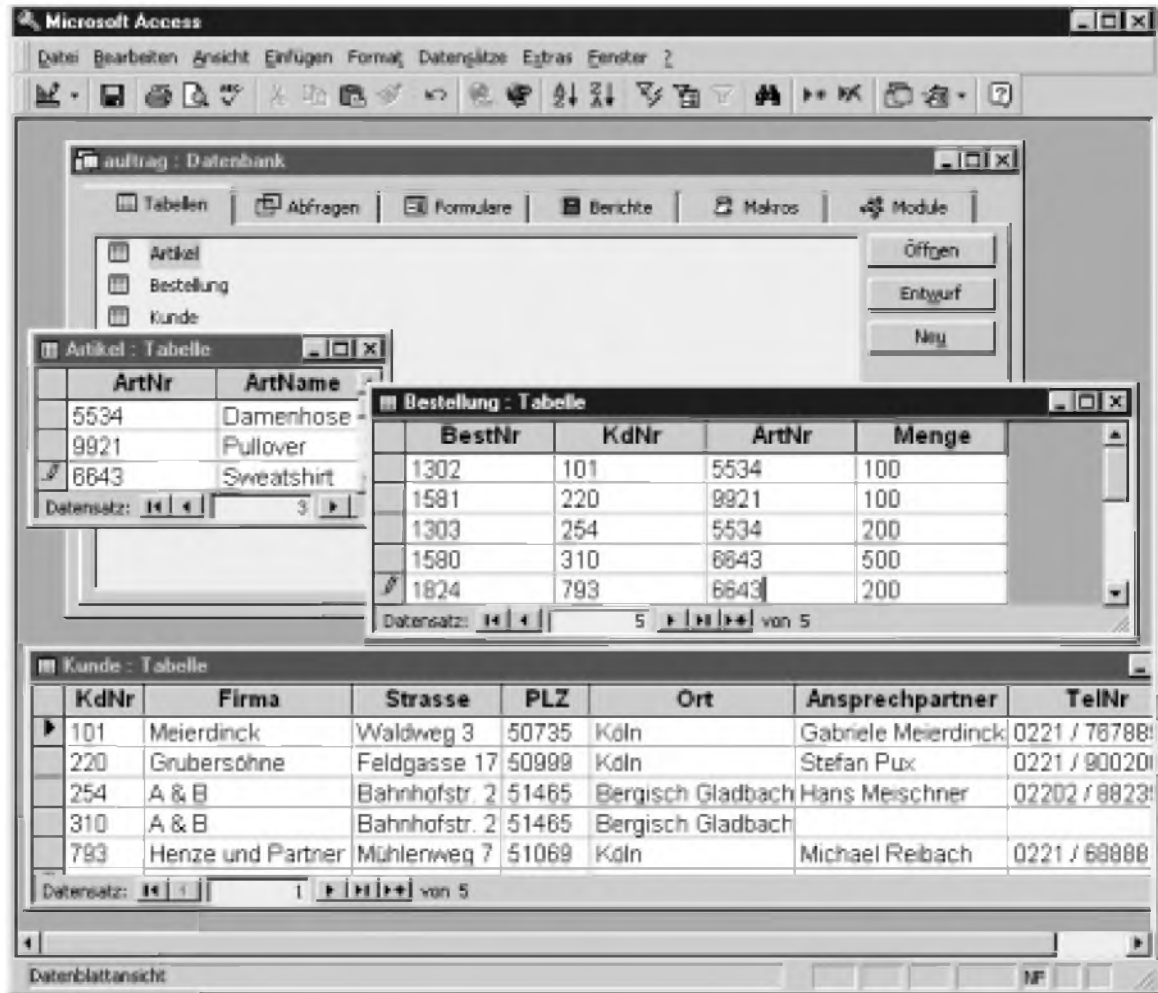 Microsoft Access
Datei Bearbeiten Ansicht Einfügen Format Datensätze Extras Fenster ?
auftrag : Datenbank
Tabellen Abfragen Formulare Berichte Makros Module
Artikel
Bestellung
Kunde
Öffnen
Entwurf
Neu
Artikel : Tabelle
ArtNr ArtName
5534 Damenhose
9921 Pullover
6643 Sweatshirt
Datensatz: 3
Bestellung : Tabelle
BestNr KdNr ArtNr Menge
1302 101 5534 100
1581 220 9921 100
1303 254 5534 200
1580 310 6643 500
1824 793 6643 200
Datensatz: 5 von 5
Kunde : Tabelle
KdNr Firma Strasse PLZ Ort Ansprechpartner TelNr
101 Meierdinck Waldweg 3 50735 Köln Gabriele Meierdinck 0221 / 76788
220 Grubersöhne Feldgasse 17 50999 Köln Stefan Pux 0221 / 90020
254 A & B Bahnhofstr. 2 51465 Bergisch Gladbach Hans Meischner 02202 / 8823
310 A & B Bahnhofstr. 2 51465 Bergisch Gladbach
793 Henze und Partner Mühlenweg 7 51069 Köln Michael Reibach 0221 / 68888
Datensatz: 1 von 5
Datenblattansicht NF